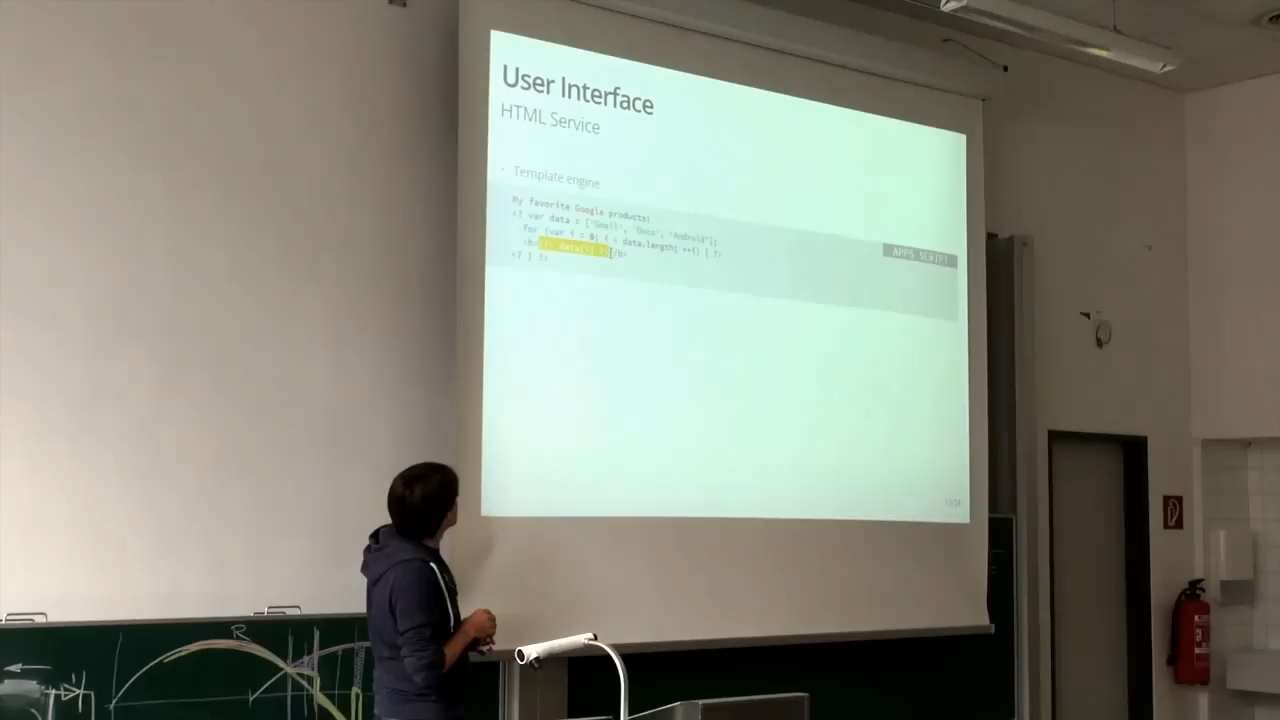 User Interface
HTML Service
- Template engine
My favorite Google products:
<? var data = ['Gmail', 'Docs', 'Android'];
for (var i = 0; i < data.length; ++i) { ?>
<b><?= data[i] ?></b>
<? } ?>
APPS SCRIPT
R